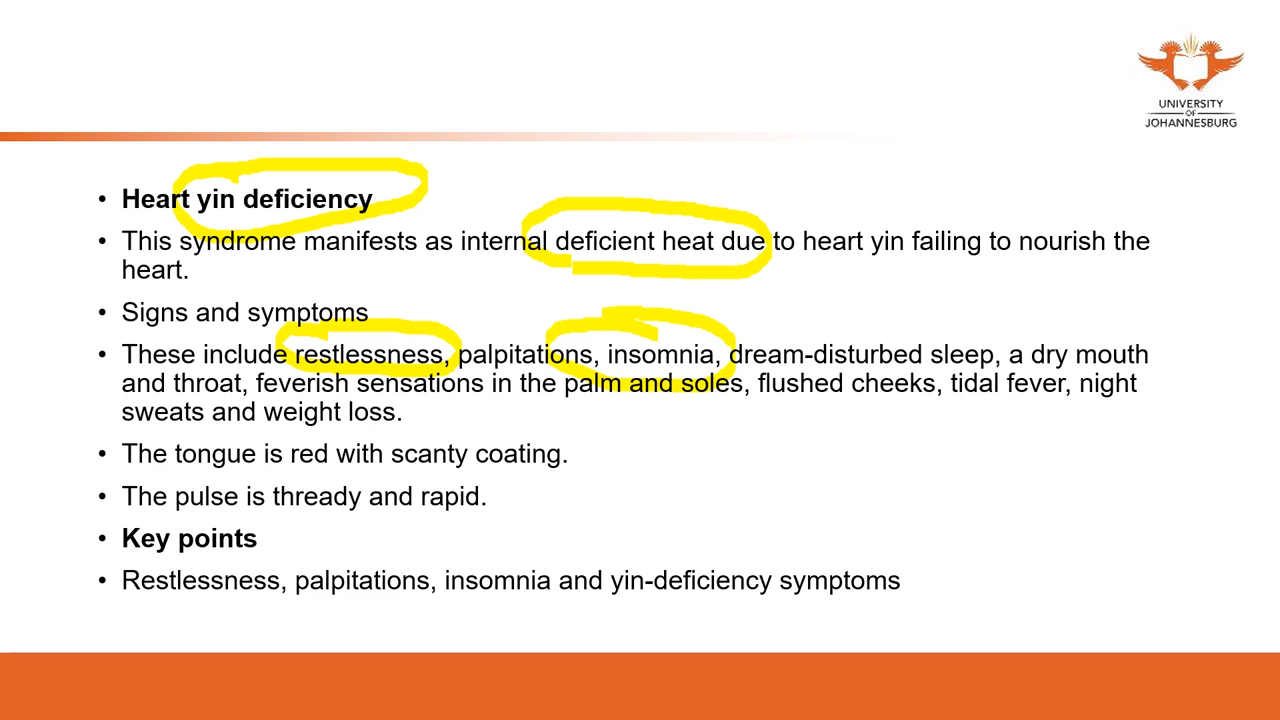 UNIVERSITY
OF
JOHANNESBURG
• Heart yin deficiency
• This syndrome manifests as internal deficient heat due to heart yin failing to nourish the
heart.
• Signs and symptoms
• These include restlessness, palpitations, insomnia, dream-disturbed sleep, a dry mouth
and throat, feverish sensations in the palm and soles, flushed cheeks, tidal fever, night
sweats and weight loss.
• The tongue is red with scanty coating.
• The pulse is thready and rapid.
• Key points
• Restlessness, palpitations, insomnia and yin-deficiency symptoms